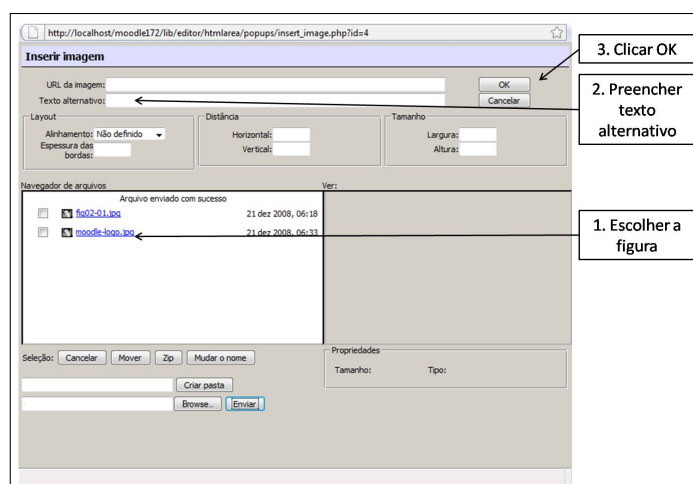 http://localhost/moodle172/lib/editor/htmlarea/popups/insert_image.php?id=4
Inserir imagem
URL da imagem:
OK
Texto alternativo:
Cancelar
Layout
Distância
Tamanho
Alinhamento: Não definido
Horizontal:
Largura:
Espessura das
bordas:
Vertical:
Altura:
Navegador de arquivos
Ver:
Arquivo enviado com sucesso
fig02-01.jpg 21 dez 2008, 06:18
moodle-logo.jpg 21 dez 2008, 06:33
Seleção: Cancelar Mover Zip Mudar o nome
Propriedades
Tamanho: Tipo:
Criar pasta
Browse... Enviar
3. Clicar OK
2. Preencher
texto
alternativo
1. Escolher a
figura